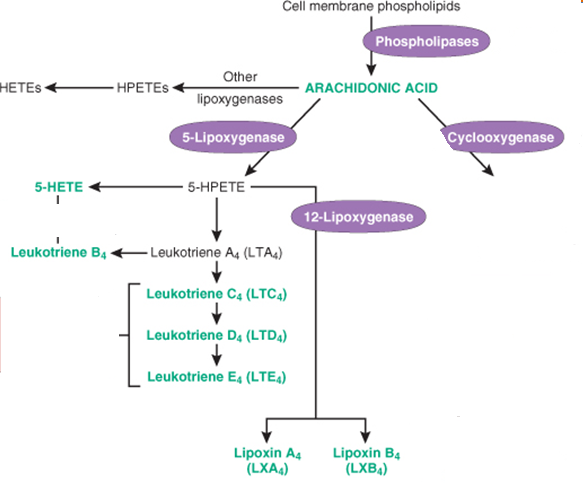 Cell membrane phospholipids
Phospholipases
HETEs
HPETEs
Other
lipoxygenases
ARACHIDONIC ACID
5-Lipoxygenase
Cyclooxygenase
5-HETE
5-HPETE
12-Lipoxygenase
Leukotriene B4
Leukotriene A4 (LTA4)
Leukotriene C4 (LTC4)
Leukotriene D4 (LTD4)
Leukotriene E4 (LTE4)
Lipoxin A4
(LXA4)
Lipoxin B4
(LXB4)